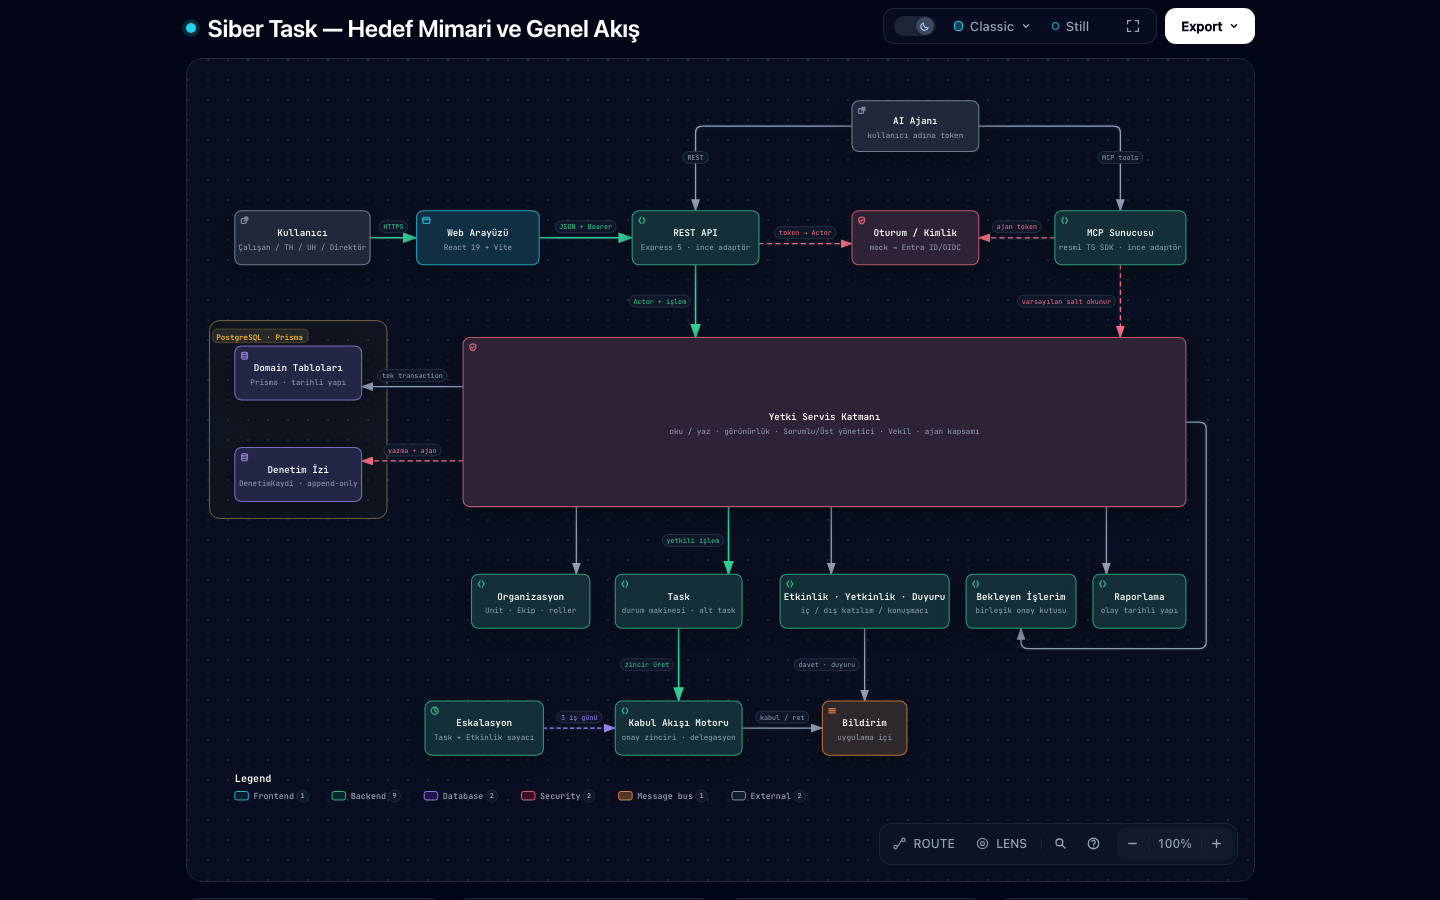 Siber Task — Hedef Mimari ve Genel Akış
Classic
Still
Export
AI Ajanı
kullanıcı adına token
REST
MCP tools
Kullanıcı
Çalışan / TH / UH / Direktör
HTTPS
Web Arayüzü
React 19 + Vite
JSON + Bearer
REST API
Express 5 · ince adaptör
token → Actor
Oturum / Kimlik
mock → Entra ID/OIDC
ajan token
MCP Sunucusu
resmi TS SDK · ince adaptör
Actor + işlem
varsayılan salt okunur
PostgreSQL · Prisma
Domain Tabloları
Prisma · tarihli yapı
tek transaction
Yetki Servis Katmanı
oku / yaz · görünürlük · Sorumlu/Üst yönetici · Vekil · ajan kapsamı
yazma + ajan
Denetim İzi
DenetimKaydi · append-only
yetkili işlem
Organizasyon
Unit · Ekip · roller
Task
durum makinesi · alt task
Etkinlik · Yetkinlik · Duyuru
iç / dış katılım / konuşmacı
Bekleyen İşlerim
birleşik onay kutusu
Raporlama
olay tarihli yapı
zincir üret
davet · duyuru
Eskalasyon
Task + Etkinlik sayacı
3 iş günü
Kabul Akışı Motoru
onay zinciri · delegasyon
kabul / ret
Bildirim
uygulama içi
Legend
Frontend 1
Backend 9
Database 2
Security 2
Message bus 1
External 2
ROUTE
LENS
100%